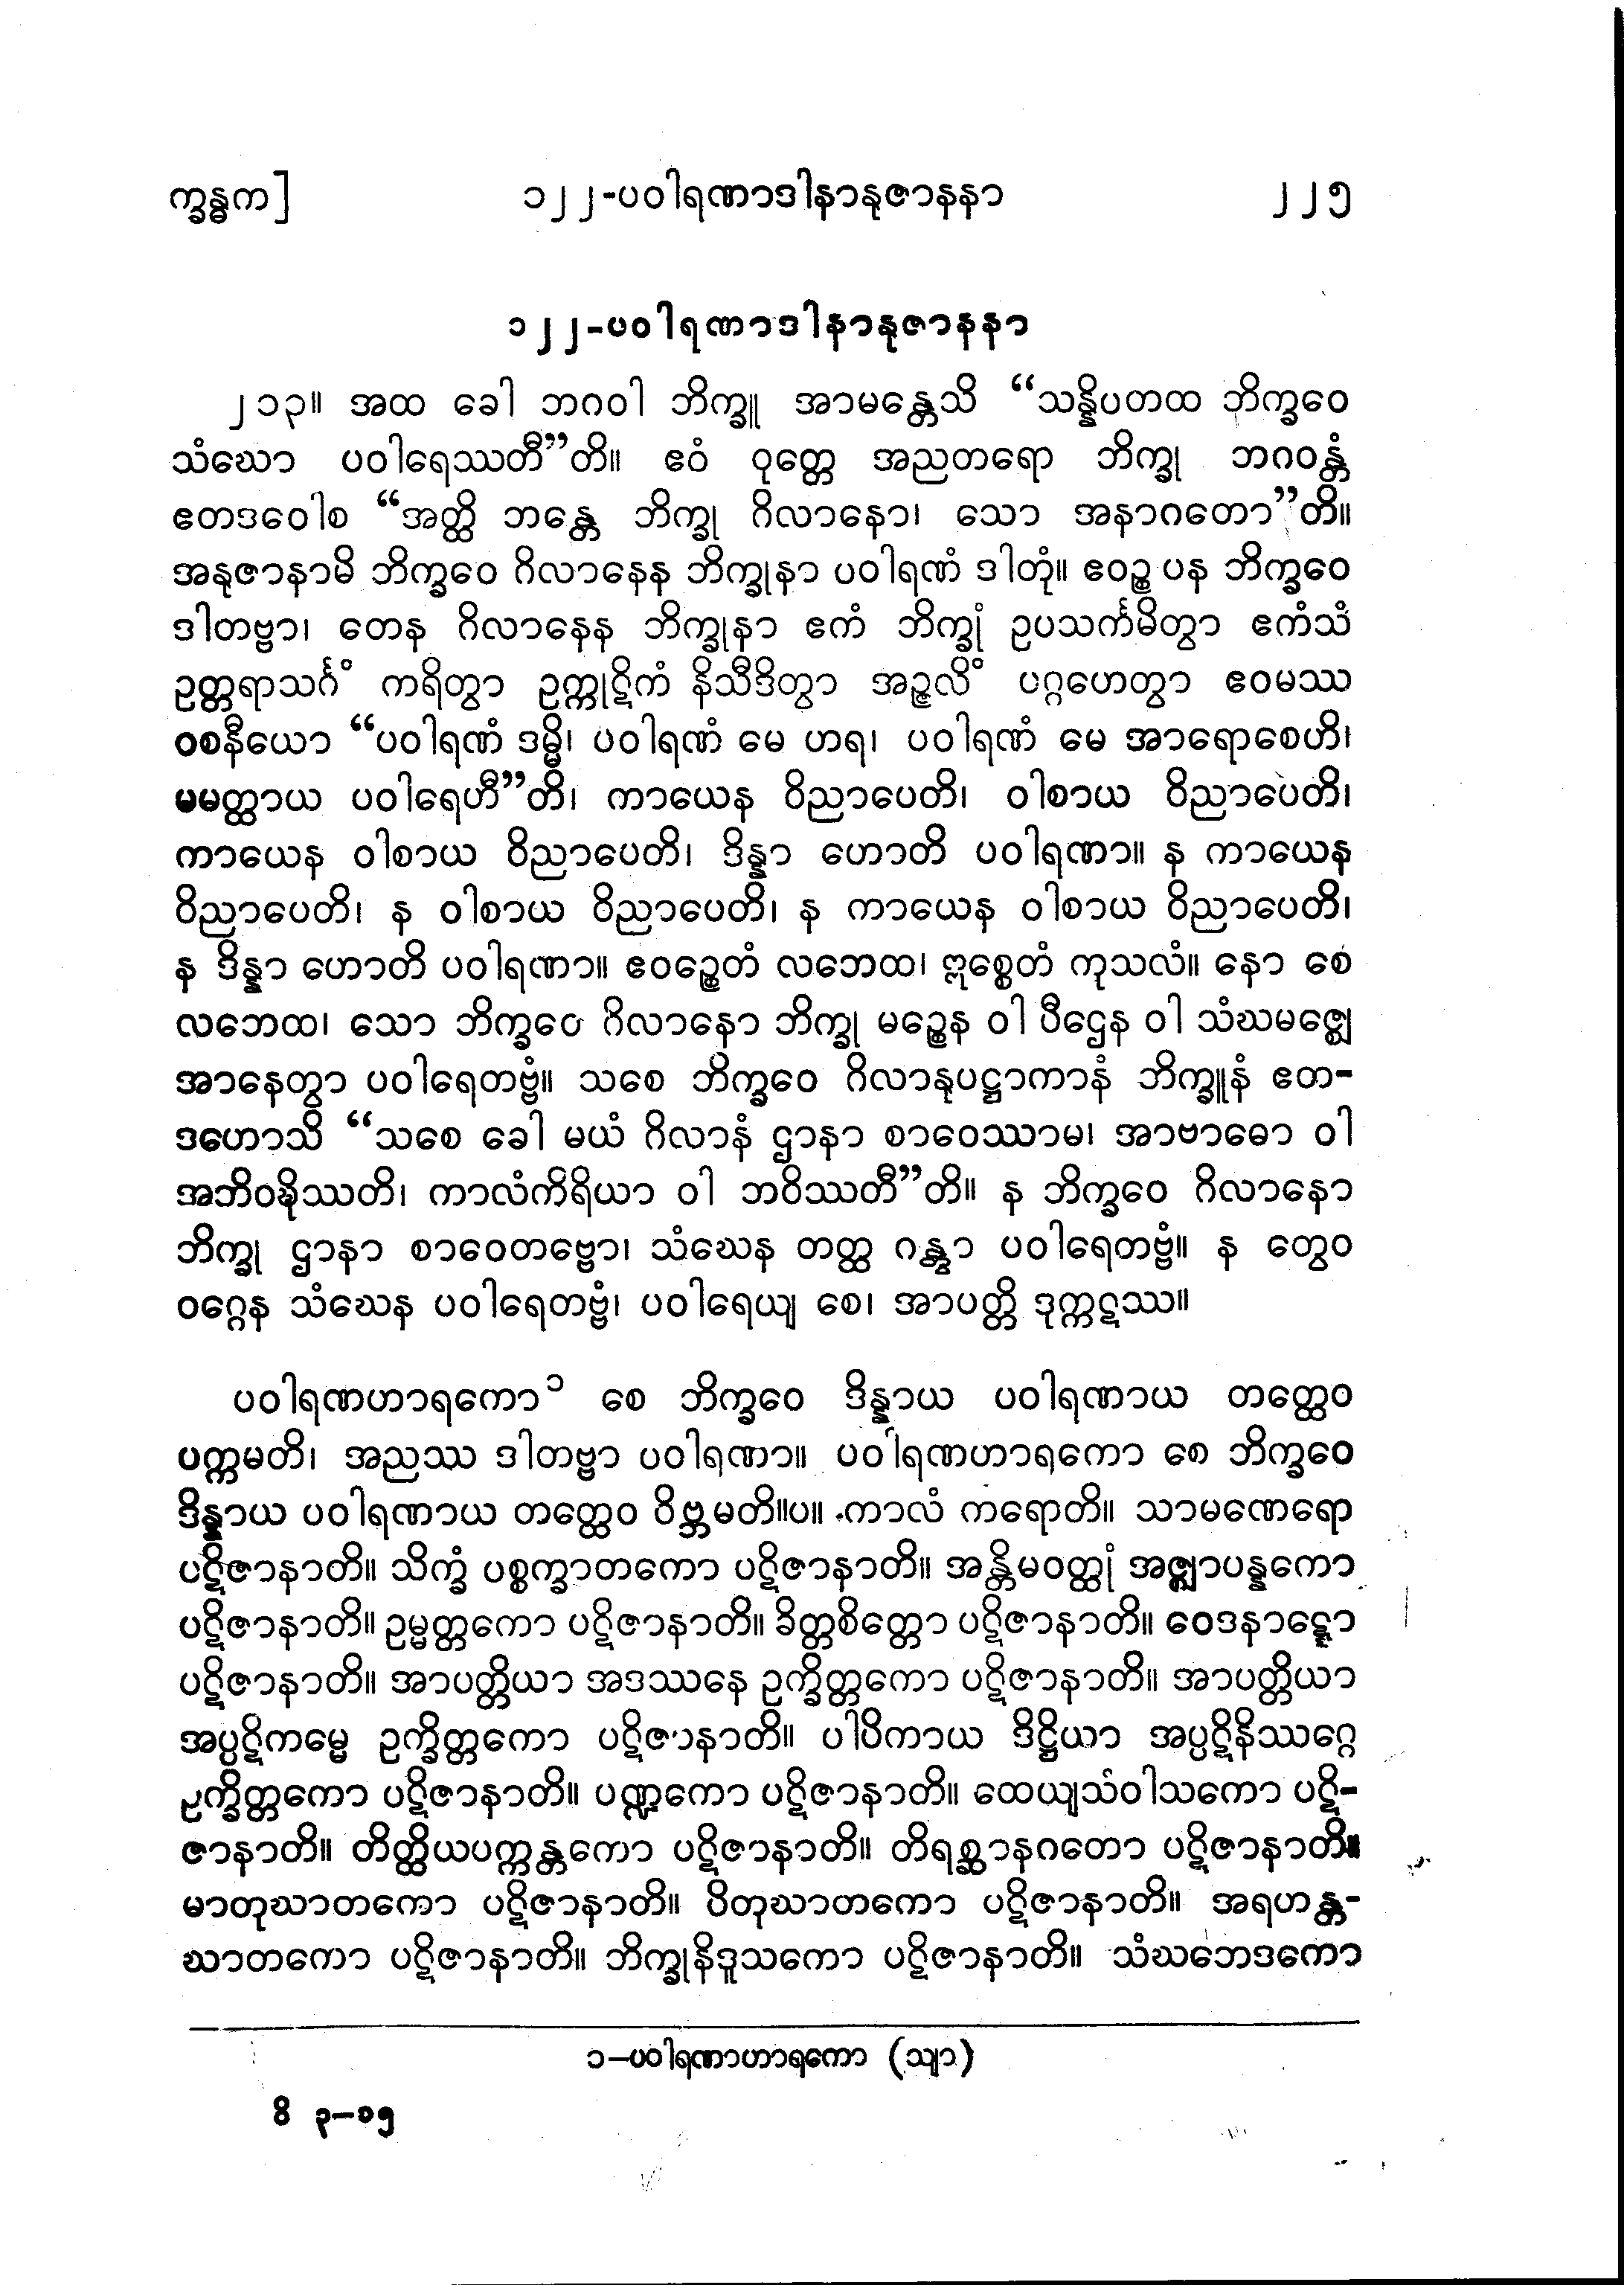 က္ခန္ဓက]
၁၂၂-ပဝါရဏာဒါနာနုဇာနနာ
၂၂၅
၁၂၂-ပဝါရဏာဒါနာနုဇာနနာ
၂၁၃။ အထ ခေါ ဘဂဝါ ဘိက္ခူ အာမန္တေသိ “သန္နိပတထ ဘိက္ခဝေ
သံဃော ပဝါရေဿတီ”တိ။ ဧဝံ ဝုတ္တေ အညတရော ဘိက္ခု ဘဂဝန္တံ
ဧတဒဝေါစ “အတ္ထိ ဘန္တေ ဘိက္ခု ဂိလာနော၊ သော အနာဂတော”တိ။
အနုဇာနာမိ ဘိက္ခဝေ ဂိလာနေန ဘိက္ခုနာ ပဝါရဏံ ဒါတုံ။ ဧဝဉ္စ ပန ဘိက္ခဝေ
ဒါတဗ္ဗာ၊ တေန ဂိလာနေန ဘိက္ခုနာ ဧကံ ဘိက္ခုံ ဥပသင်္ကမိတွာ ဧကံသံ
ဥတ္တရာသင်္ဂံ ကရိတွာ ဥက္ကုဋိကံ နိသီဒိတွာ အဉ္ဇလိံ ပဂ္ဂဟေတွာ ဧဝမဿ
ဝစနီယော “ပဝါရဏံ ဒမ္မိ၊ ပဝါရဏံ မေ ဟရ၊ ပဝါရဏံ မေ အာရောစေဟိ၊
မမတ္ထာယ ပဝါရေဟီ”တိ၊ ကာယေန ဝိညာပေတိ၊ ဝါစာယ ဝိညာပေတိ၊
ကာယေန ဝါစာယ ဝိညာပေတိ၊ ဒိန္နာ ဟောတိ ပဝါရဏာ။ န ကာယေန
ဝိညာပေတိ၊ န ဝါစာယ ဝိညာပေတိ၊ န ကာယေန ဝါစာယ ဝိညာပေတိ၊
န ဒိန္နာ ဟောတိ ပဝါရဏာ။ ဧဝဉ္စေတံ လဘေထ၊ ဣစ္စေတံ ကုသလံ။ နော စေ
လဘေထ၊ သော ဘိက္ခဝေ ဂိလာနော ဘိက္ခု မဉ္စေန ဝါ ပီဌေန ဝါ သံဃမဇ္ဈေ
အာနေတွာ ပဝါရေတဗ္ဗံ။ သစေ ဘိက္ခဝေ ဂိလာနုပဋ္ဌာကာနံ ဘိက္ခူနံ ဧတ-
ဒဟောသိ “သစေ ခေါ မယံ ဂိလာနံ ဌာနာ စာဝေဿာမ၊ အာဗာဓော ဝါ
အဘိဝဍ္ဎိဿတိ၊ ကာလံကိရိယာ ဝါ ဘဝိဿတီ”တိ။ န ဘိက္ခဝေ ဂိလာနော
ဘိက္ခု ဌာနာ စာဝေတဗ္ဗော၊ သံဃေန တတ္ထ ဂန္တွာ ပဝါရေတဗ္ဗံ။ န တွေဝ
ဝဂ္ဂေန သံဃေန ပဝါရေတဗ္ဗံ၊ ပဝါရေယျ စေ၊ အာပတ္တိ ဒုက္ကဋဿ။
ပဝါရဏဟာရကော၁ စေ ဘိက္ခဝေ ဒိန္နာယ ပဝါရဏာယ တတ္ထေဝ
ပက္ကမတိ၊ အညဿ ဒါတဗ္ဗာ ပဝါရဏာ။ ပဝါရဏဟာရကော စေ ဘိက္ခဝေ
ဒိန္နာယ ပဝါရဏာယ တတ္ထေဝ ဝိဗ္ဘမတိ။ပ။ ကာလံ ကရောတိ။ သာမဏေရော
ပဋိဇာနာတိ။ သိက္ခံ ပစ္စက္ခာတကော ပဋိဇာနာတိ။ အန္တိမဝတ္ထုံ အဇ္ဈာပန္နကော
ပဋိဇာနာတိ။ ဥမ္မတ္တကော ပဋိဇာနာတိ။ ခိတ္တစိတ္တော ပဋိဇာနာတိ။ ဝေဒနာဋ္ဋော
ပဋိဇာနာတိ။ အာပတ္တိယာ အဒဿနေ ဥက္ခိတ္တကော ပဋိဇာနာတိ။ အာပတ္တိယာ
အပ္ပဋိကမ္မေ ဥက္ခိတ္တကော ပဋိဇာနာတိ။ ပါပိကာယ ဒိဋ္ဌိယာ အပ္ပဋိနိဿဂ္ဂေ
ဥက္ခိတ္တကော ပဋိဇာနာတိ။ ပဏ္ဍကော ပဋိဇာနာတိ။ ထေယျသံဝါသကော ပဋိ-
ဇာနာတိ။ တိတ္ထိယပက္ကန္တကော ပဋိဇာနာတိ။ တိရစ္ဆာနဂတော ပဋိဇာနာတိ။
မာတုဃာတကော ပဋိဇာနာတိ။ ပိတုဃာတကော ပဋိဇာနာတိ။ အရဟန္တ-
ဃာတကော ပဋိဇာနာတိ။ ဘိက္ခုနိဒူသကော ပဋိဇာနာတိ။ သံဃဘေဒကော
၁–ပဝါရဏာဟာရကော (သျာ)
ဝိ ၃–၁၅